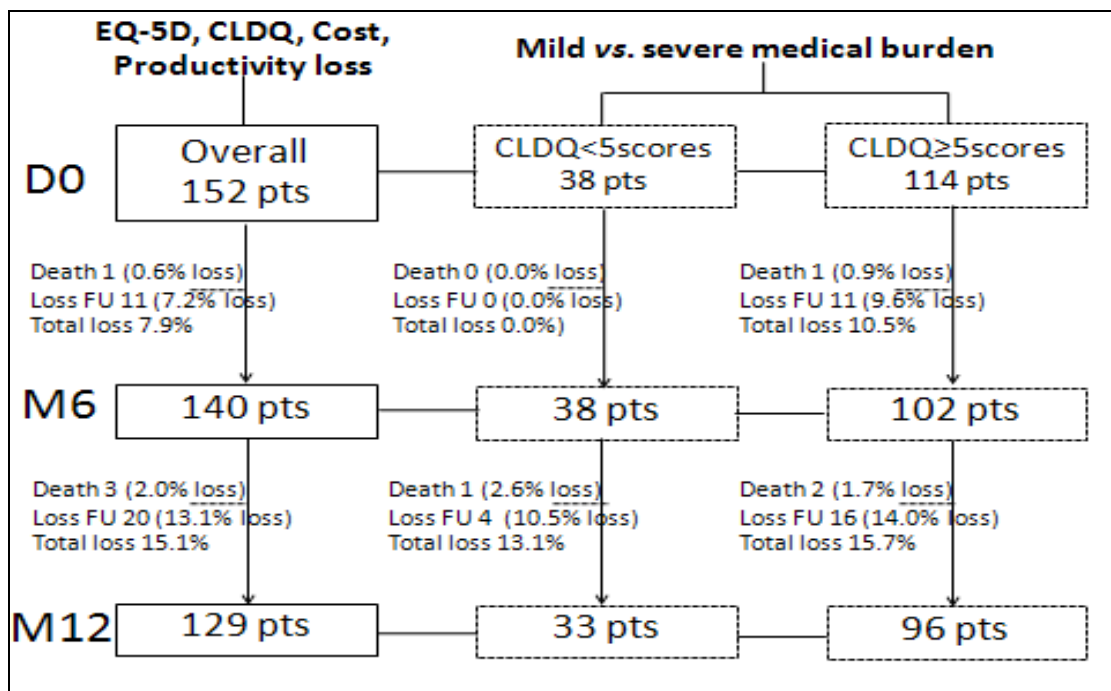 EQ-5D, CLDQ, Cost,
Productivity loss
Mild vs. severe medical burden
D0
Overall
152 pts
CLDQ<5scores
38 pts
CLDQ≥5scores
114 pts
Death 1 (0.6% loss)
Loss FU 11 (7.2% loss)
Total loss 7.9%
Death 0 (0.0% loss)
Loss FU 0 (0.0% loss)
Total loss 0.0%)
Death 1 (0.9% loss)
Loss FU 11 (9.6% loss)
Total loss 10.5%
M6
140 pts
38 pts
102 pts
Death 3 (2.0% loss)
Loss FU 20 (13.1% loss)
Total loss 15.1%
Death 1 (2.6% loss)
Loss FU 4 (10.5% loss)
Total loss 13.1%
Death 2 (1.7% loss)
Loss FU 16 (14.0% loss)
Total loss 15.7%
M12
129 pts
33 pts
96 pts